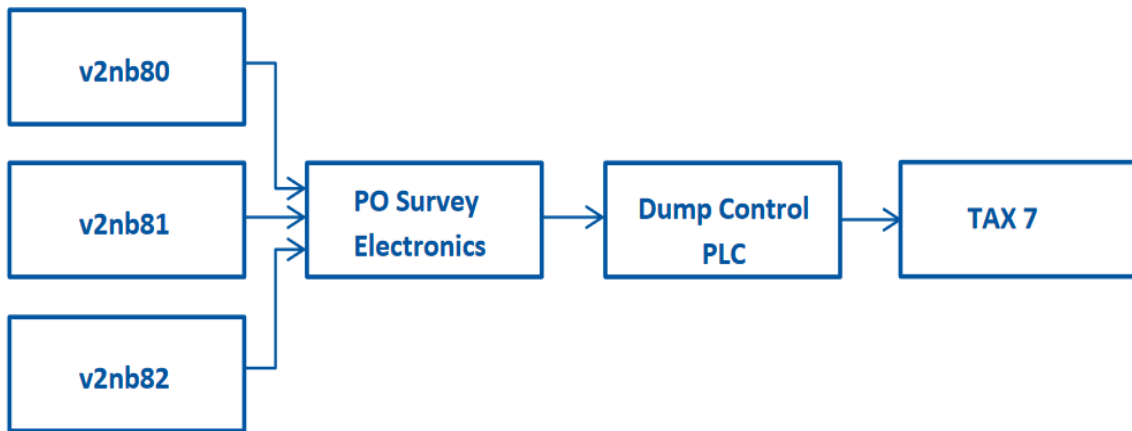 v2nb80
v2nb81
v2nb82
PO Survey
Electronics
Dump Control
PLC
TAX 7